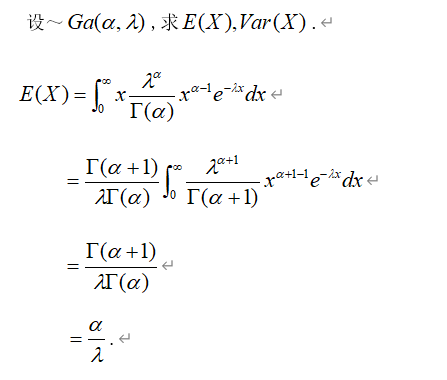 设~Ga(α, λ),求E(X),Var(X).↵
E(X)=∫₀^∞ x λ^α/Γ(α) x^(α−1)e^(−λx)dx↵
=Γ(α+1)/λΓ(α) ∫₀^∞ λ^(α+1)/Γ(α+1) x^(α+1−1)e^(−λx)dx↵
=Γ(α+1)/λΓ(α)↵
=α/λ.↵